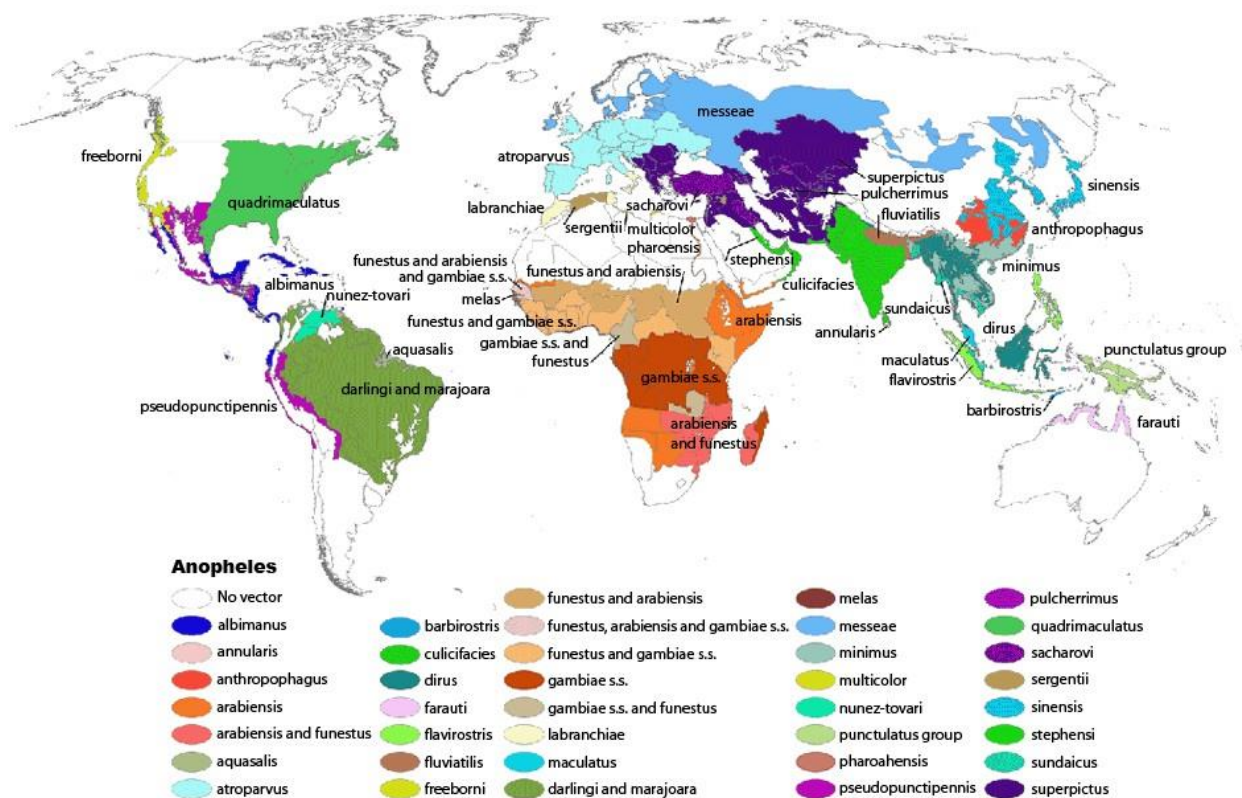 messeae
freeborni
atroparvus
superpictus
quadrimaculatus
pulcherrimus
sinensis
labranchiae
sacharovi
fluviatilis
sergentii
multicolor
pharoensis
anthropophagus
stephensi
funestus and arabiensis
and gambiae s.s.
funestus and arabiensis
minimus
albimanus
culicifacies
nunez-tovari
melas
sundaicus
funestus and gambiae s.s.
arabiensis
annularis
dirus
gambiae s.s. and
funestus
aquasalis
maculatus
punctulatus group
gambiae s.s.
flavirostris
darlingi and marajoara
pseudopunctipennis
barbirostris
arabiensis
and funestus
farauti
Anopheles
No vector
albimanus
annularis
anthropophagus
arabiensis
arabiensis and funestus
aquasalis
atroparvus
barbirostris
culicifacies
dirus
farauti
flavirostris
fluviatilis
freeborni
funestus and arabiensis
funestus, arabiensis and gambiae s.s.
funestus and gambiae s.s.
gambiae s.s.
gambiae s.s. and funestus
labranchiae
maculatus
darlingi and marajoara
melas
messeae
minimus
multicolor
nunez-tovari
punctulatus group
pharoahensis
pseudopunctipennis
pulcherrimus
quadrimaculatus
sacharovi
sergentii
sinensis
stephensi
sundaicus
superpictus